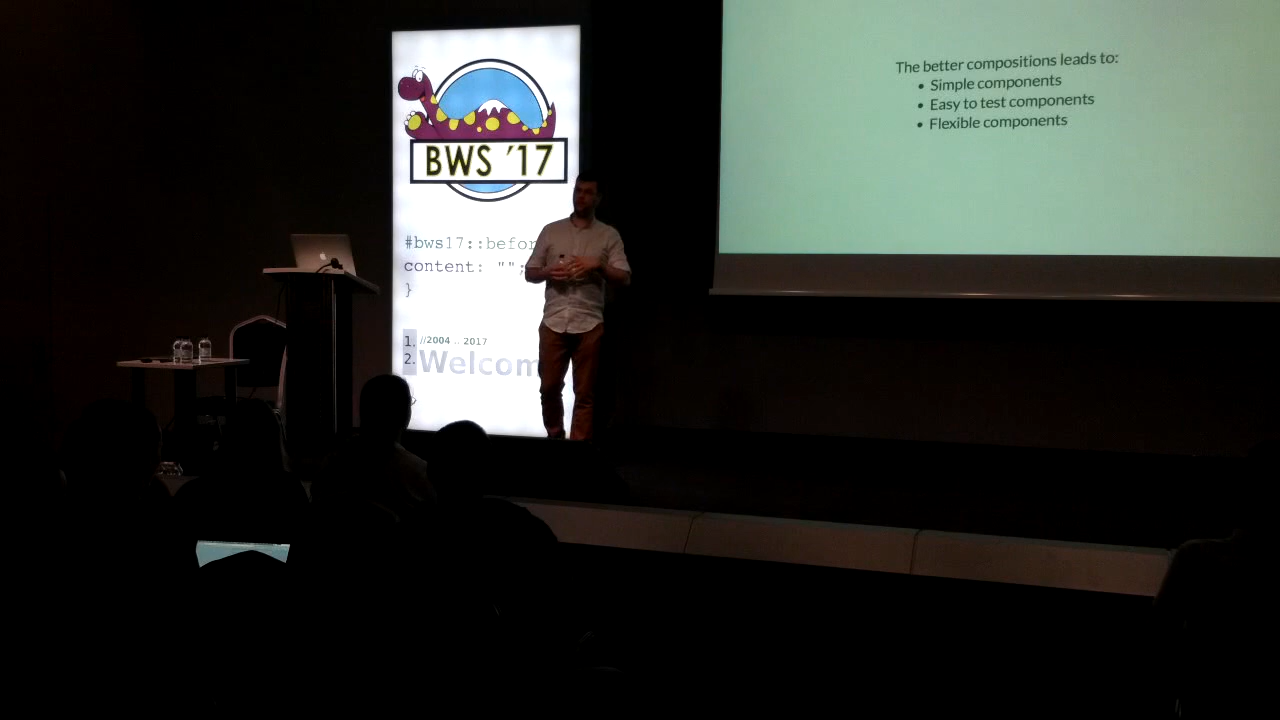 BWS '17
#bws17::befor
content: "";
}
1. //2004 .. 2017
2. Welcom
}
The better compositions leads to:
• Simple components
• Easy to test components
• Flexible components